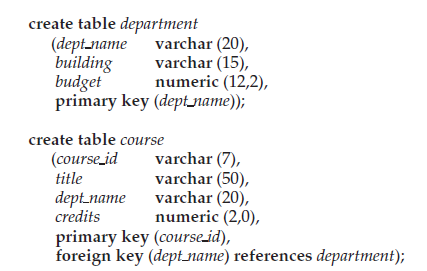 create table department
(dept_name varchar (20),
building varchar (15),
budget numeric (12,2),
primary key (dept_name));
create table course
(course_id varchar (7),
title varchar (50),
dept_name varchar (20),
credits numeric (2,0),
primary key (course_id),
foreign key (dept_name) references department);